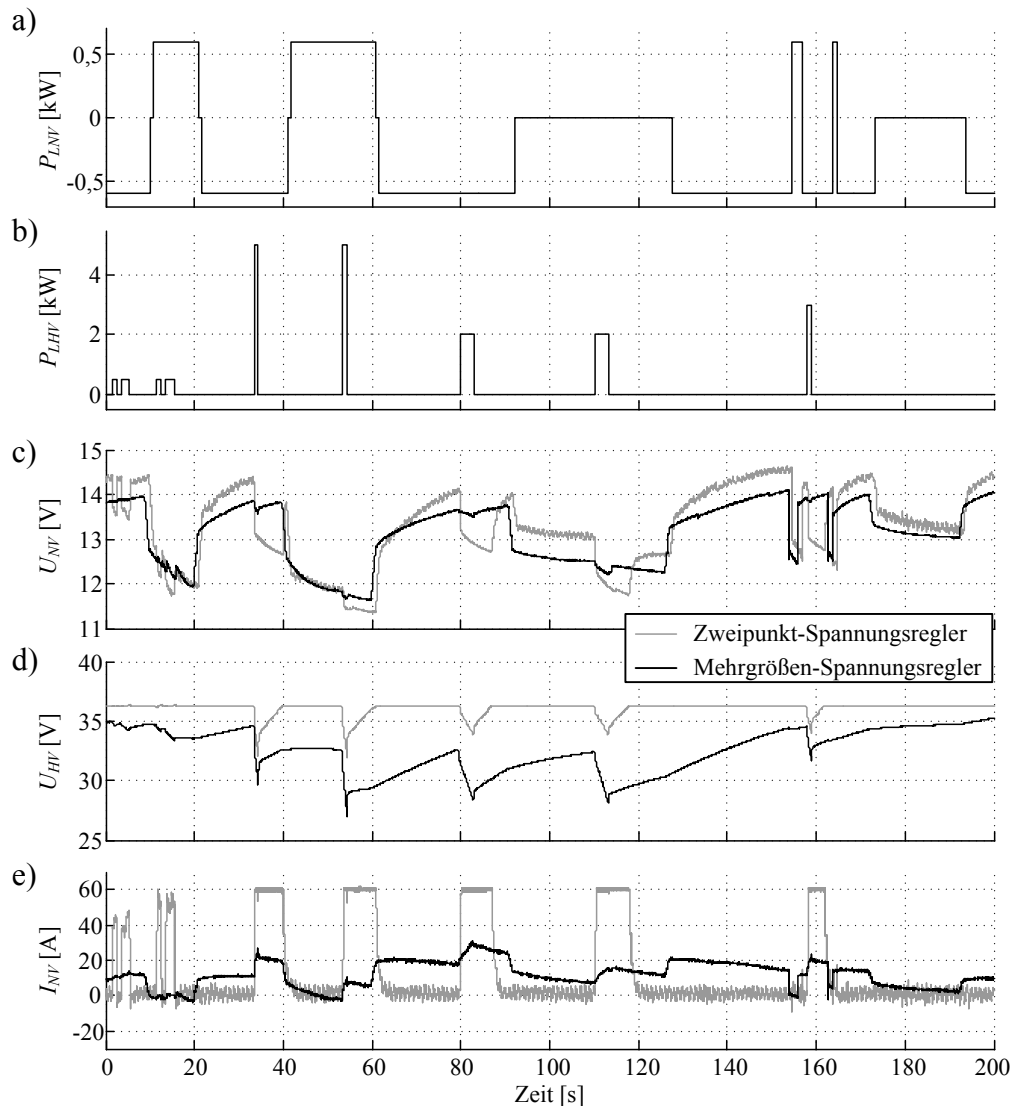 a)
P_LNV [kW]
0,5
0
-0,5
b)
P_LHV [kW]
4
2
0
c)
U_NV [V]
15
14
13
12
11
Zweipunkt-Spannungsregler
Mehrgrößen-Spannungsregler
d)
U_HV [V]
40
35
30
25
e)
I_NV [A]
60
40
20
0
-20
0 20 40 60 80 100 120 140 160 180 200
Zeit [s]